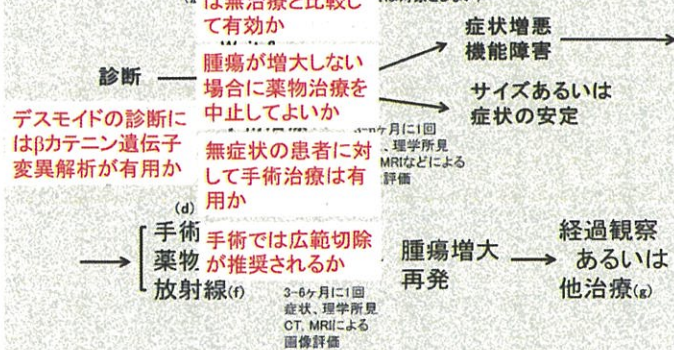 は無治療と比較し
て有効か
症状増悪
機能障害
診断
腫瘍が増大しない
場合に薬物治療を
中止してよいか
サイズあるいは
症状の安定
デスモイドの診断に
はβカテニン遺伝子
変異解析が有用か
ヶ月に1回
、理学所見
MRIなどによる
評価
無症状の患者に対
して手術治療は有
用か
(d)
手術
薬物
放射線(f)
手術では広範切除
が推奨されるか
3-6ヶ月に1回
症状、理学所見
CT, MRIによる
画像評価
腫瘍増大
再発
経過観察
あるいは
他治療(g)